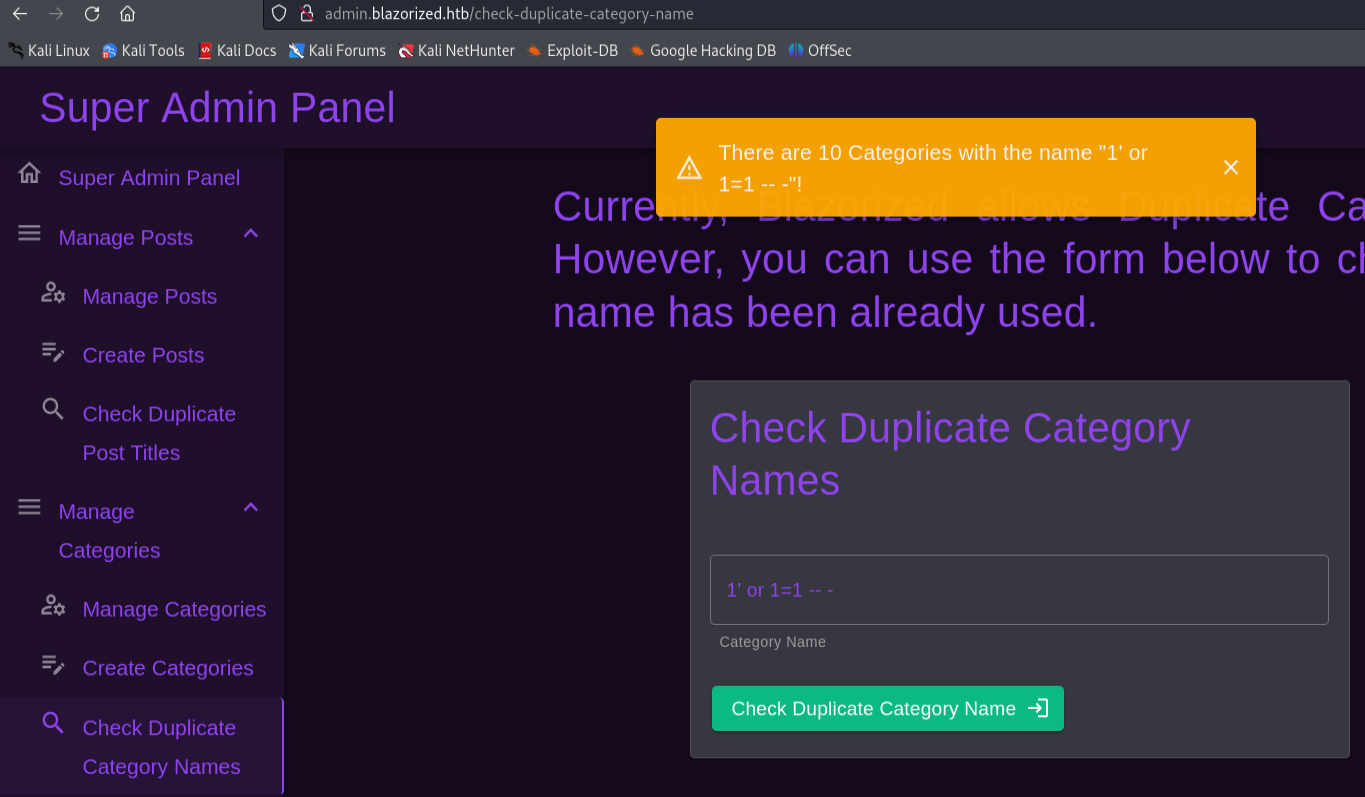 admin.blazorized.htb/check-duplicate-category-name
Kali Linux Kali Tools Kali Docs Kali Forums Kali NetHunter Exploit-DB Google Hacking DB OffSec
Super Admin Panel
Super Admin Panel
Manage Posts
Manage Posts
Create Posts
Check Duplicate
Post Titles
Manage
Categories
Manage Categories
Create Categories
Check Duplicate
Category Names
There are 10 Categories with the name "1' or
1=1 -- -"!
Currently, Blazorized allows Duplicate Ca
However, you can use the form below to ch
name has been already used.
Check Duplicate Category
Names
1' or 1=1 -- -
Category Name
Check Duplicate Category Name